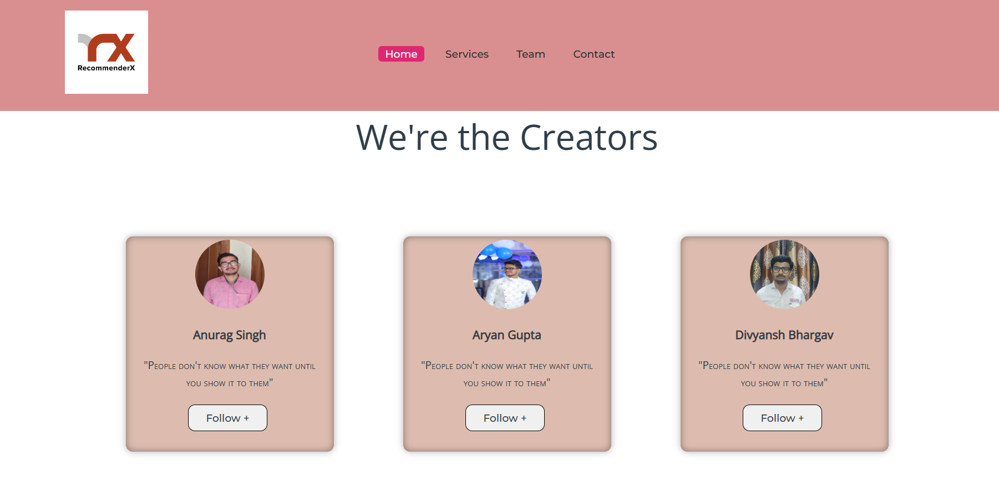 RecommenderX
Home Services Team Contact
We're the Creators
Anurag Singh
"People don't know what they want until
you show it to them"
Follow +
Aryan Gupta
"People don't know what they want until
you show it to them"
Follow +
Divyansh Bhargav
"People don't know what they want until
you show it to them"
Follow +